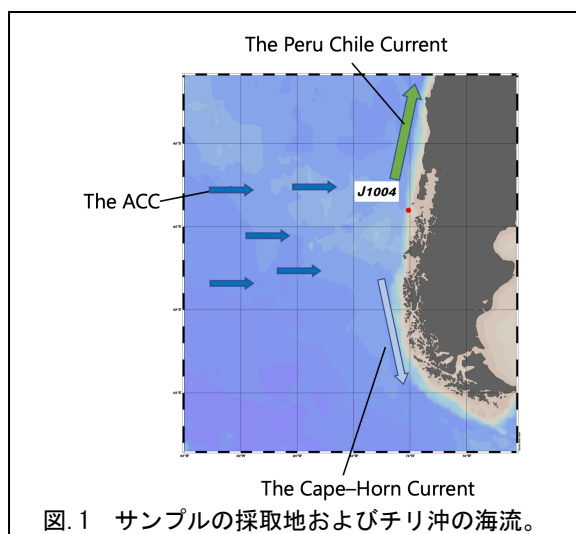 The Peru Chile Current
J1004
The ACC
The Cape–Horn Current
図.1 サンプルの採取地およびチリ沖の海流。